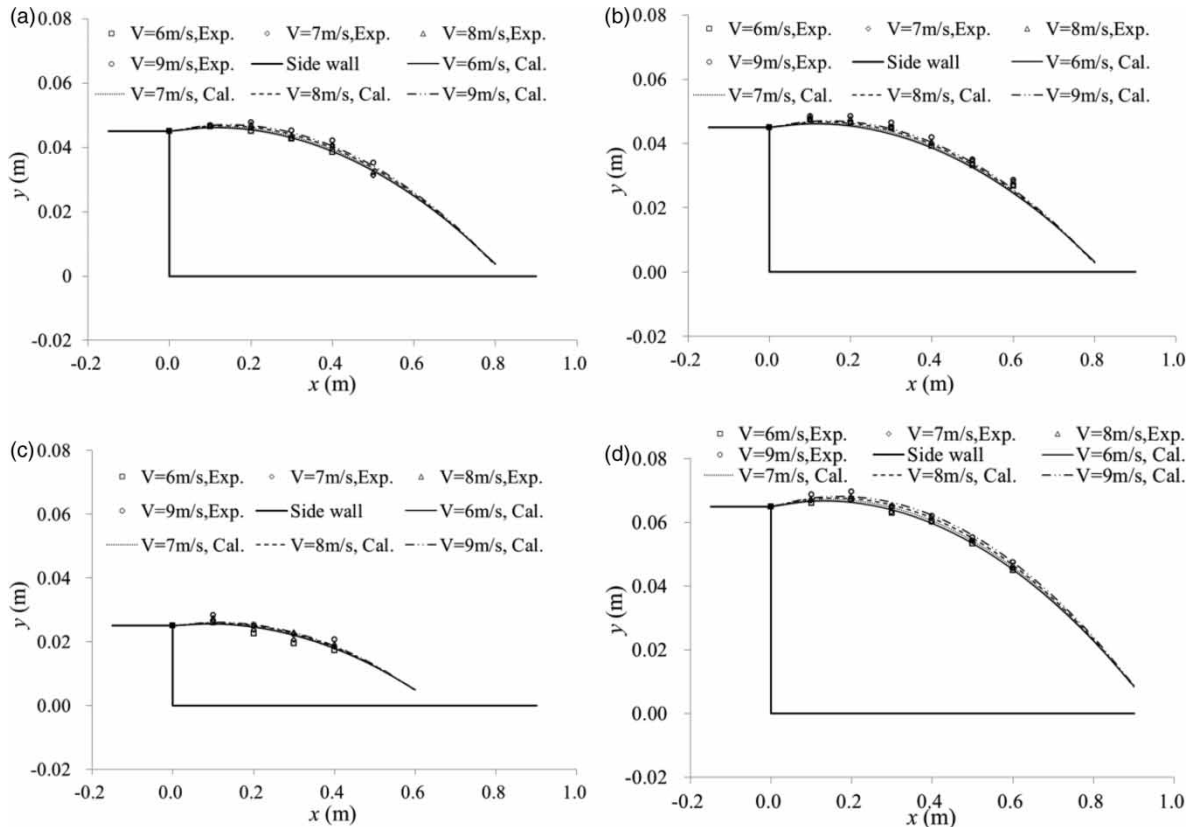 (a)
0.08
V=6m/s,Exp. V=7m/s,Exp. V=8m/s,Exp.
V=9m/s,Exp. Side wall V=6m/s, Cal.
0.06
V=7m/s, Cal. V=8m/s, Cal. V=9m/s, Cal.
0.04
y (m)
0.02
0
-0.02
-0.2 0.0 0.2 0.4 0.6 0.8 1.0
x (m)
(b)
0.08
V=6m/s,Exp. V=7m/s,Exp. V=8m/s,Exp.
V=9m/s,Exp. Side wall V=6m/s, Cal.
0.06
V=7m/s, Cal. V=8m/s, Cal. V=9m/s, Cal.
0.04
y (m)
0.02
0.00
-0.02
-0.2 0.0 0.2 0.4 0.6 0.8 1.0
x (m)
(c)
0.08
V=6m/s,Exp. V=7m/s,Exp. V=8m/s,Exp.
0.06
V=9m/s,Exp. Side wall V=6m/s, Cal.
V=7m/s, Cal. V=8m/s, Cal. V=9m/s, Cal.
0.04
y (m)
0.02
0.00
-0.02
-0.2 0.0 0.2 0.4 0.6 0.8 1.0
x (m)
(d)
V=6m/s,Exp. V=7m/s,Exp. V=8m/s,Exp.
0.08
V=9m/s,Exp. Side wall V=6m/s, Cal.
V=7m/s, Cal. V=8m/s, Cal. V=9m/s, Cal.
0.06
0.04
y (m)
0.02
0.00
-0.02
-0.2 0.0 0.2 0.4 0.6 0.8 1.0
x (m)